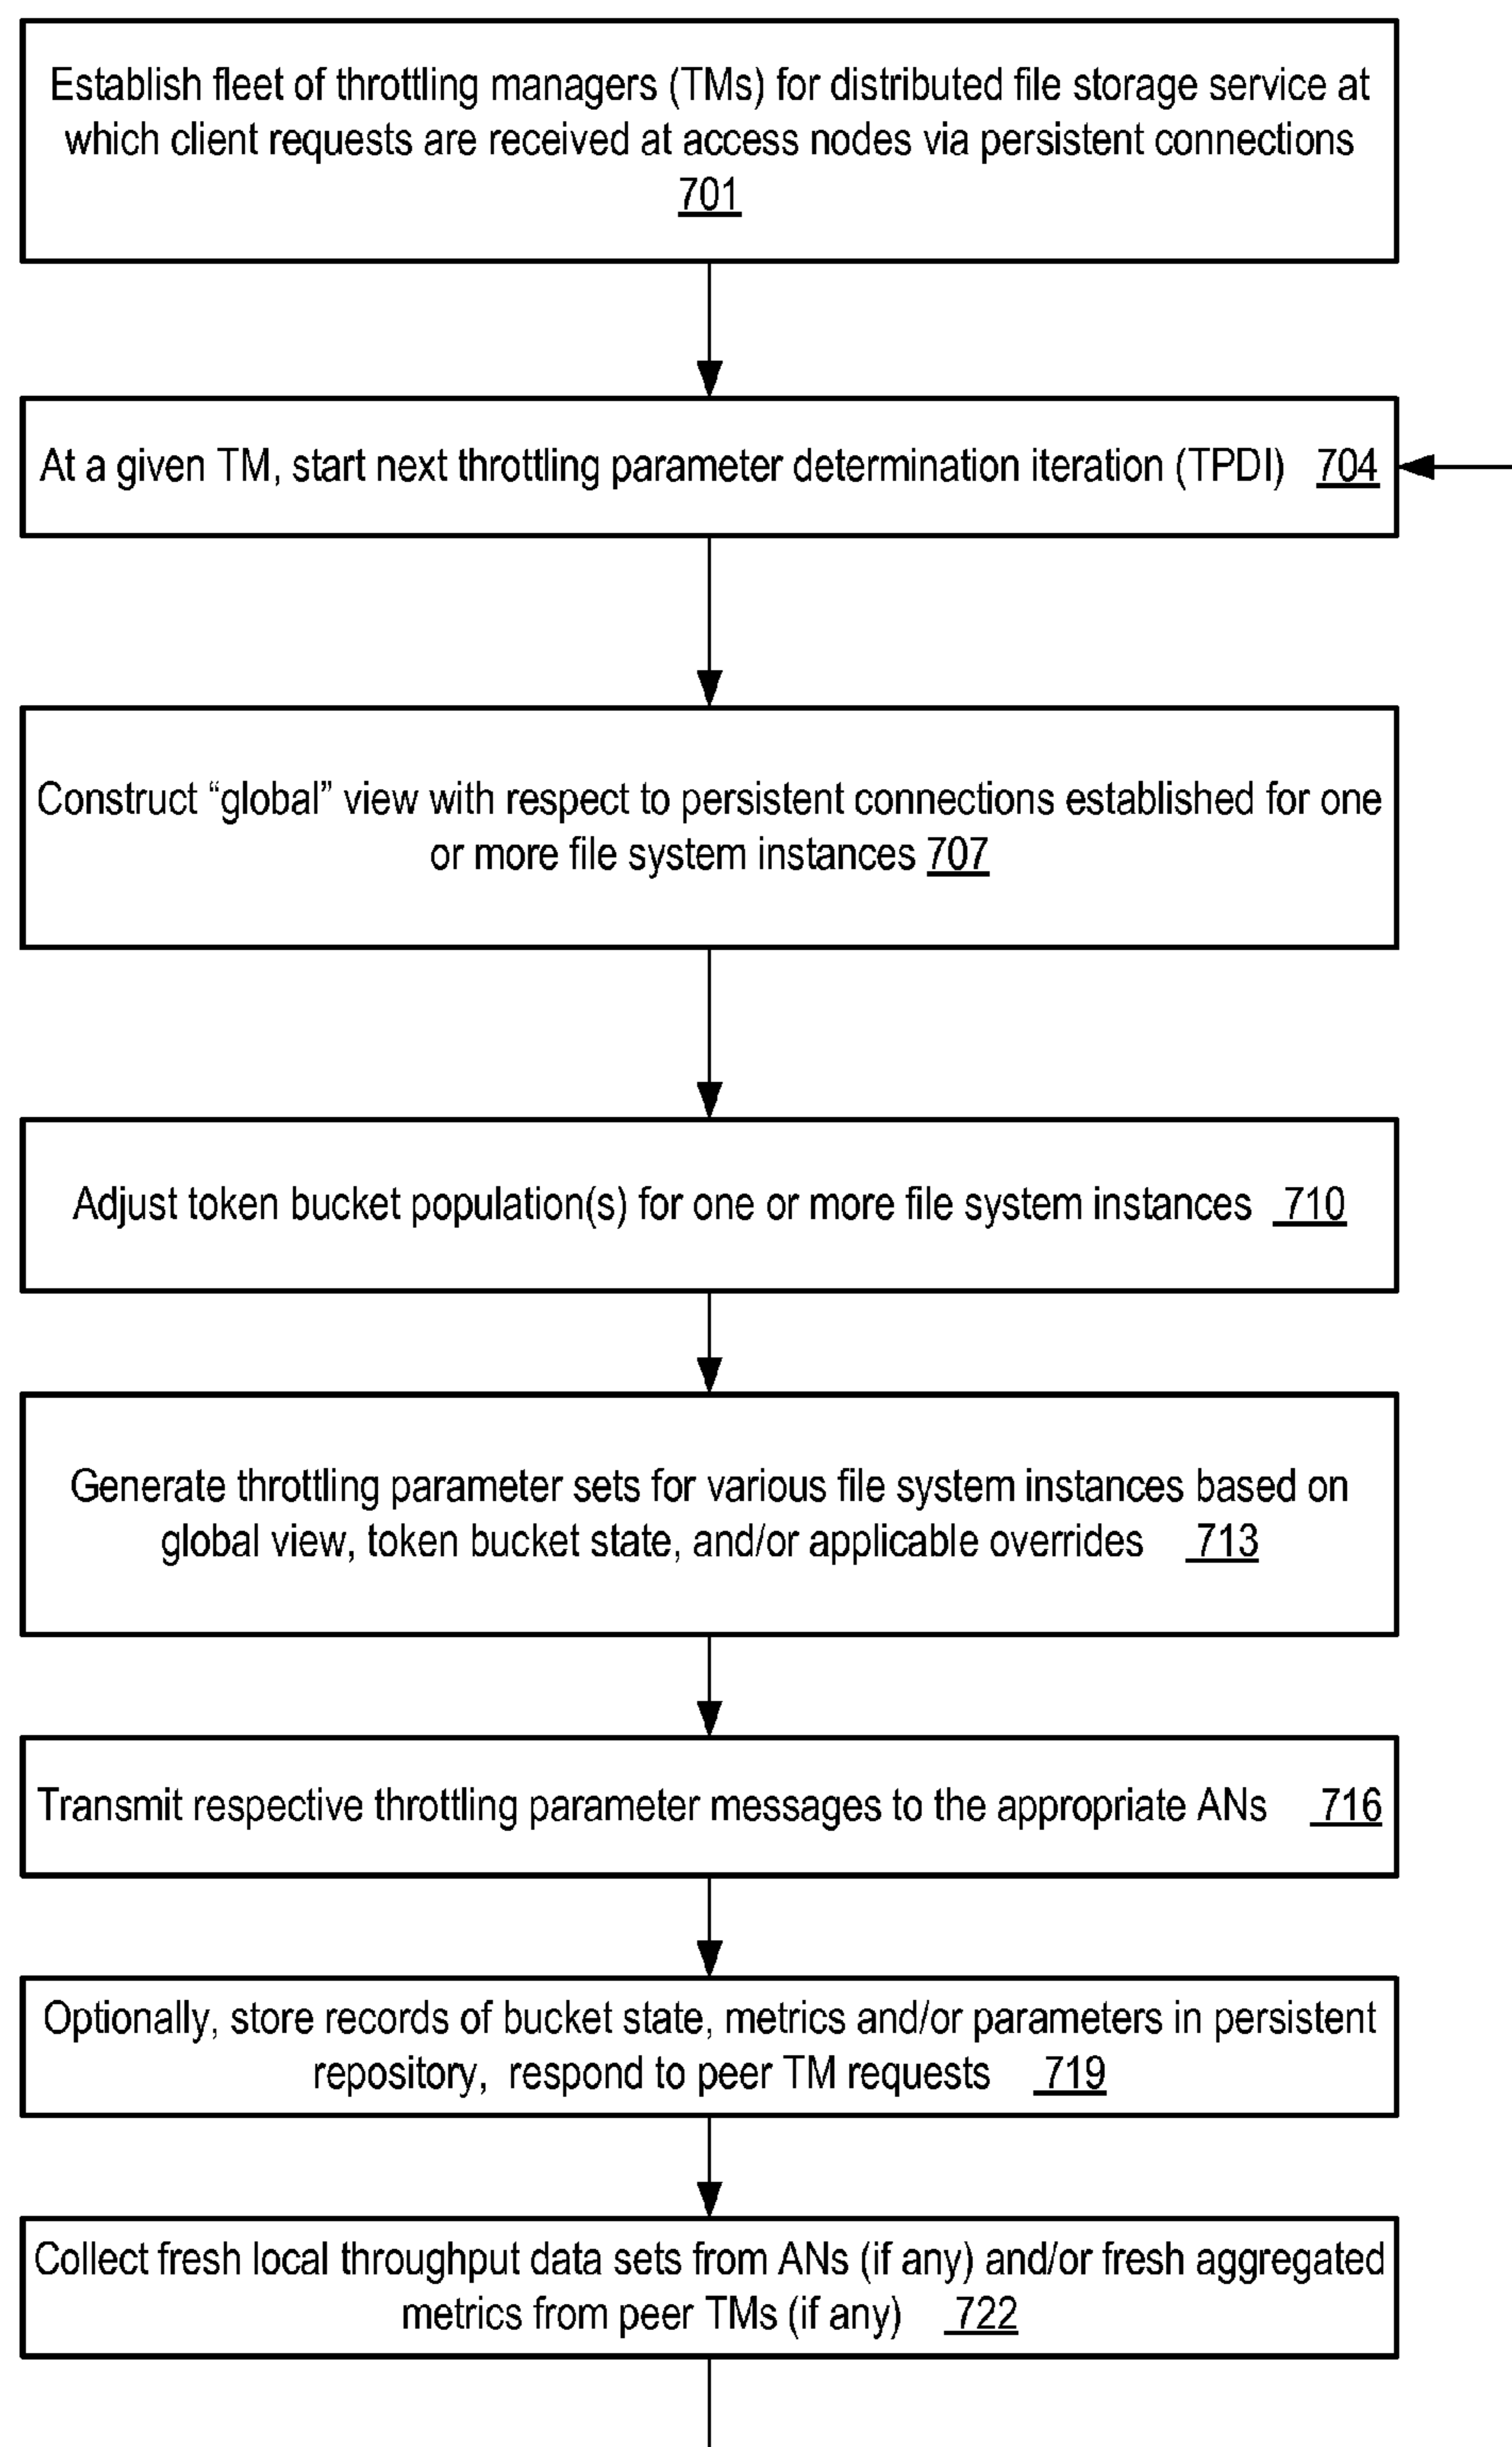 Establish fleet of throttling managers (TMs) for distributed file storage service at
which client requests are received at access nodes via persistent connections
701
At a given TM, start next throttling parameter determination iteration (TPDI) 704
Construct “global” view with respect to persistent connections established for one
or more file system instances 707
Adjust token bucket population(s) for one or more file system instances 710
Generate throttling parameter sets for various file system instances based on
global view, token bucket state, and/or applicable overrides 713
Transmit respective throttling parameter messages to the appropriate ANs 716
Optionally, store records of bucket state, metrics and/or parameters in persistent
repository, respond to peer TM requests 719
Collect fresh local throughput data sets from ANs (if any) and/or fresh aggregated
metrics from peer TMs (if any) 722